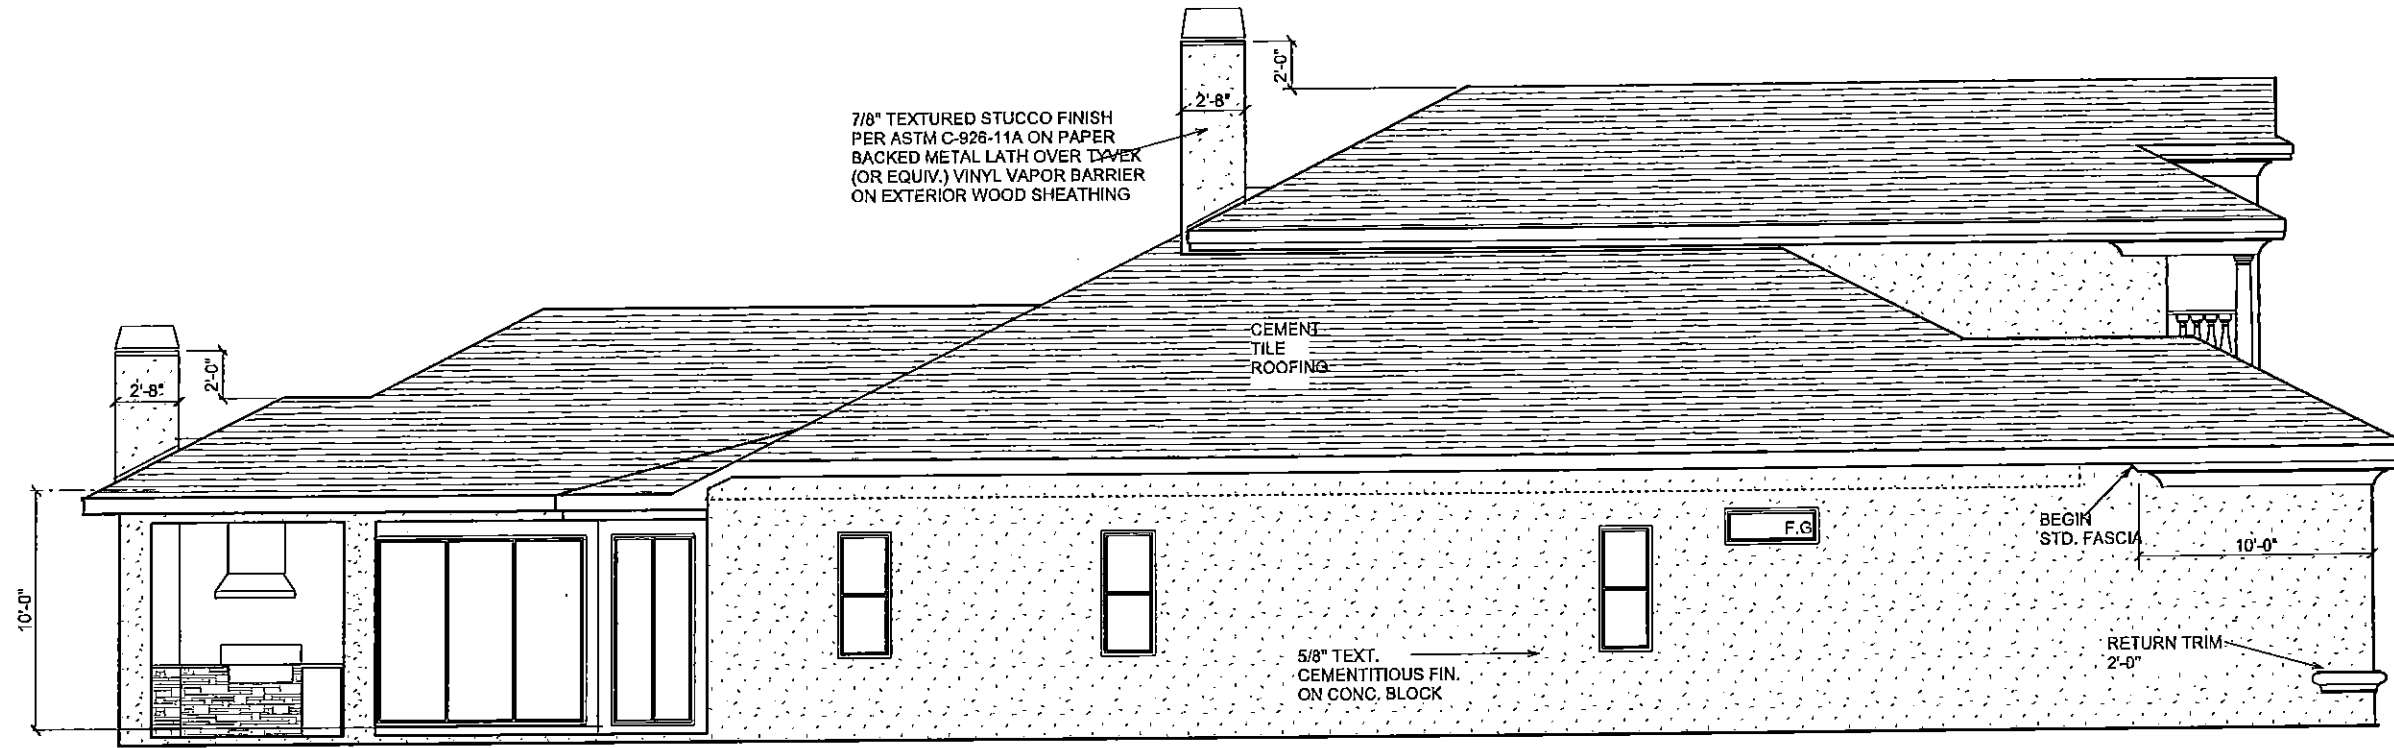 2'-0"
2'-8"
7/8" TEXTURED STUCCO FINISH
PER ASTM C-926-11A ON PAPER
BACKED METAL LATH OVER TYVEK
(OR EQUIV.) VINYL VAPOR BARRIER
ON EXTERIOR WOOD SHEATHING
CEMENT
TILE
ROOFING
2'-0"
2'-8"
10'-0"
F.G
BEGIN
STD. FASCIA
10'-0"
5/8" TEXT.
CEMENTITIOUS FIN.
ON CONC. BLOCK
RETURN TRIM
2'-0"